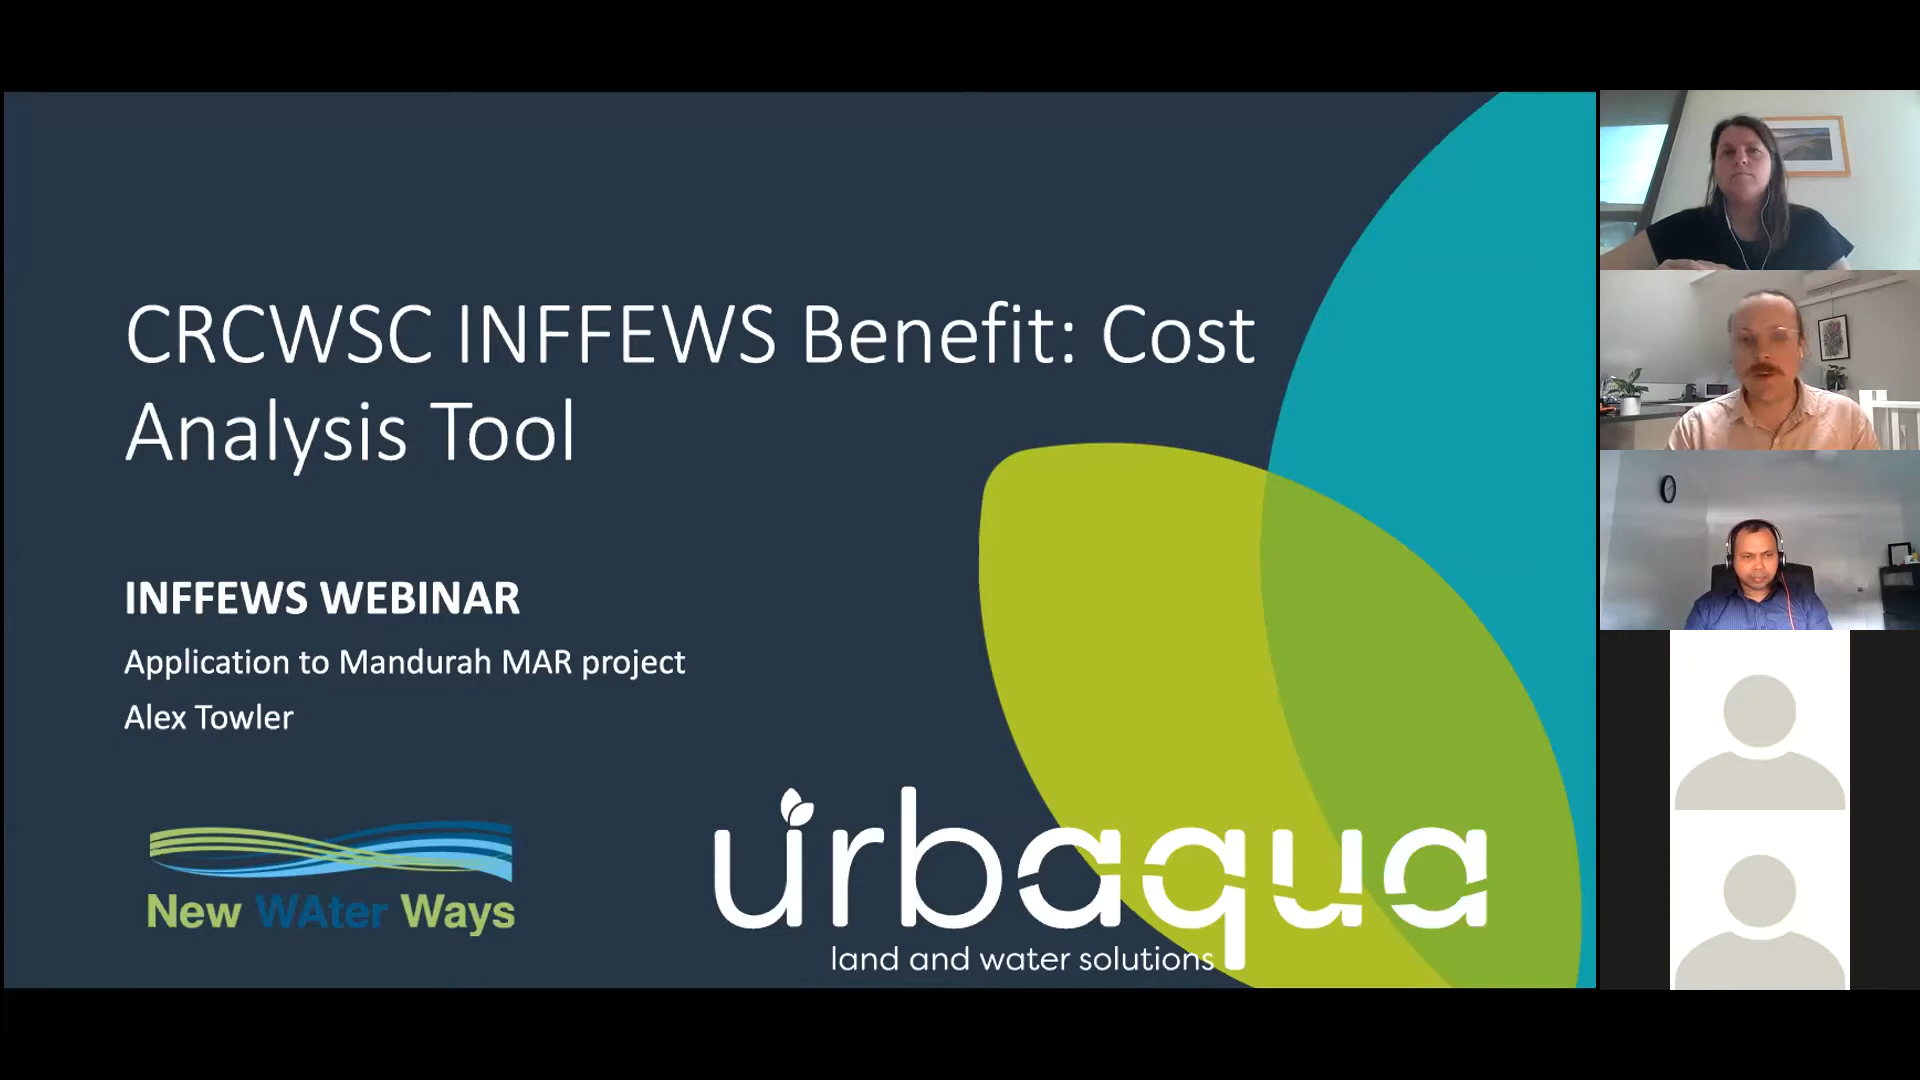 CRCWSC INFFEWS Benefit: Cost
Analysis Tool
INFFEWS WEBINAR
Application to Mandurah MAR project
Alex Towler
New WAter Ways
urbaqua
land and water solutions